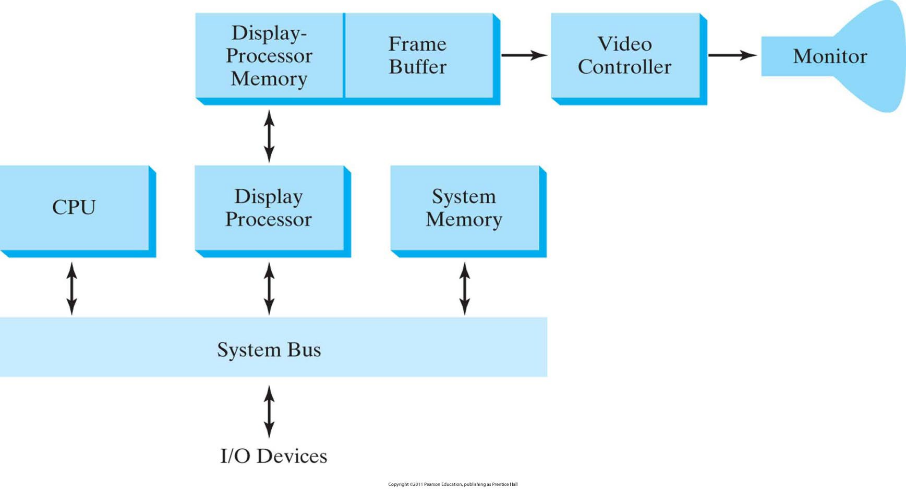 Display-
Processor
Memory
Frame
Buffer
Video
Controller
Monitor
CPU
Display
Processor
System
Memory
System Bus
I/O Devices
Copyright ©2011 Pearson Education, publishing as Prentice Hall